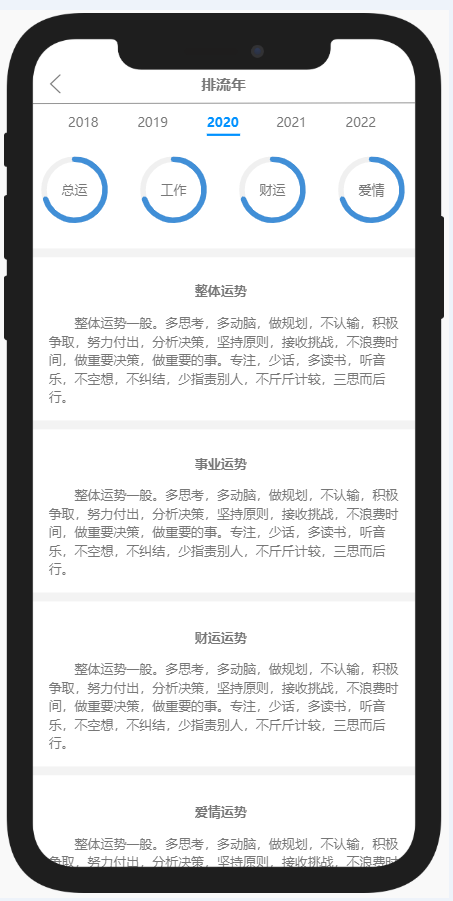 排流年
2018 2019 2020 2021 2022
总运 工作 财运 爱情
整体运势
整体运势一般。多思考，多动脑，做规划，不认输，积极
争取，努力付出，分析决策，坚持原则，接收挑战，不浪费时
间，做重要决策，做重要的事。专注，少话，多读书，听音
乐，不空想，不纠结，少指责别人，不斤斤计较，三思而后
行。
事业运势
整体运势一般。多思考，多动脑，做规划，不认输，积极
争取，努力付出，分析决策，坚持原则，接收挑战，不浪费时
间，做重要决策，做重要的事。专注，少话，多读书，听音
乐，不空想，不纠结，少指责别人，不斤斤计较，三思而后
行。
财运运势
整体运势一般。多思考，多动脑，做规划，不认输，积极
争取，努力付出，分析决策，坚持原则，接收挑战，不浪费时
间，做重要决策，做重要的事。专注，少话，多读书，听音
乐，不空想，不纠结，少指责别人，不斤斤计较，三思而后
行。
爱情运势
整体运势一般。多思考，多动脑，做规划，不认输，积极
争取，努力付出，分析决策，坚持原则，接收挑战，不浪费时